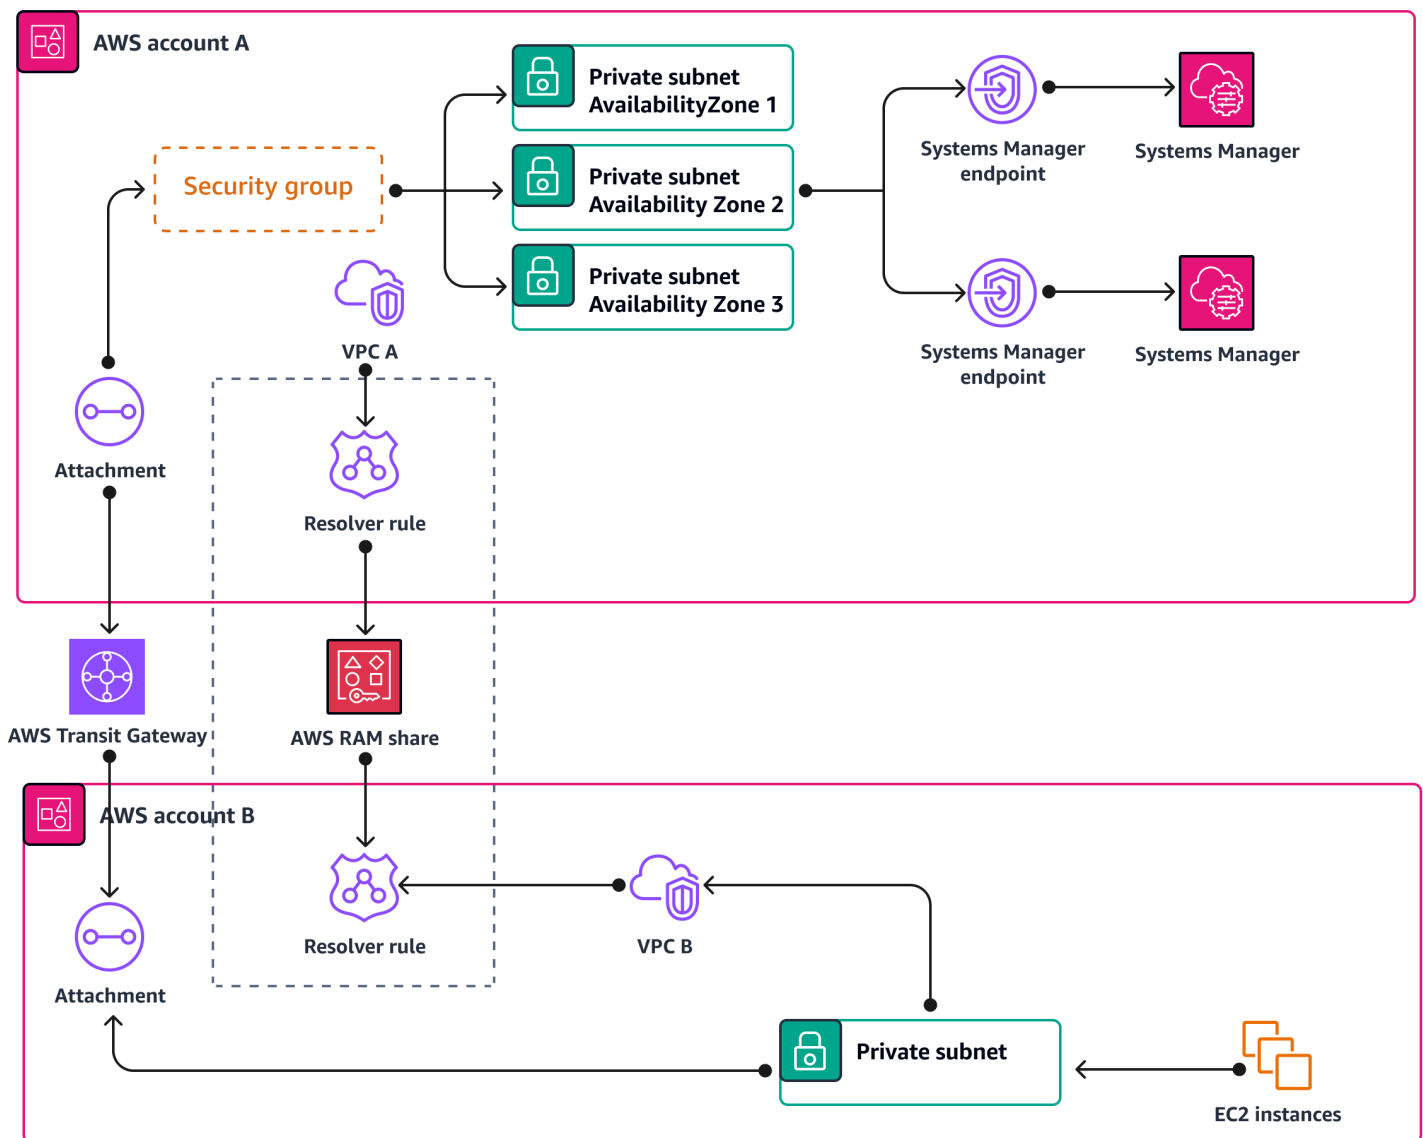 AWS account A
Private subnet
AvailabilityZone 1
Systems Manager
endpoint
Systems Manager
Security group
Private subnet
Availability Zone 2
Private subnet
Availability Zone 3
VPC A
Systems Manager
endpoint
Systems Manager
Attachment
Resolver rule
AWS Transit Gateway
AWS RAM share
AWS account B
Resolver rule
VPC B
Attachment
Private subnet
EC2 instances